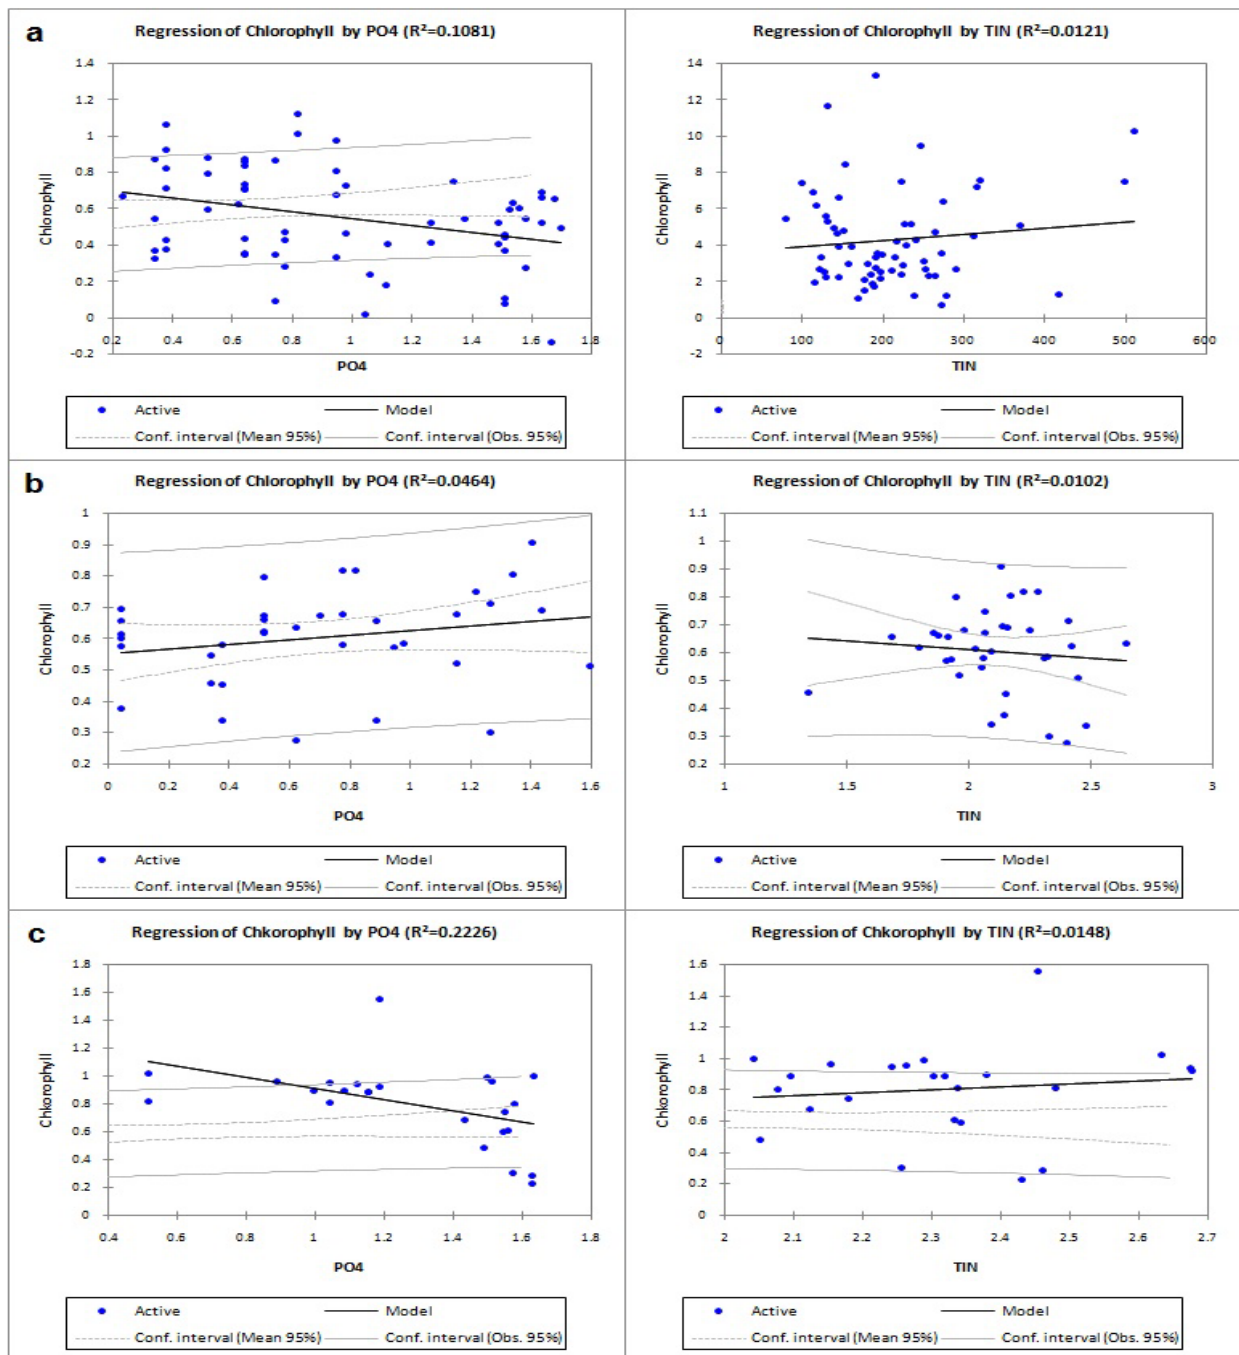 a
Regression of Chlorophyll by PO4 (R²=0.1081)
Chlorophyll
1.4
1.2
1
0.8
0.6
0.4
0.2
0
-0.2
0.2 0.4 0.6 0.8 1 1.2 1.4 1.6 1.8
PO4
Active Model
Conf. interval (Mean 95%) Conf. interval (Obs. 95%)
Regression of Chlorophyll by TIN (R²=0.0121)
Chlorophyll
14
12
10
8
6
4
2
0
-2
0 100 200 300 400 500 600
TIN
Active Model
Conf. interval (Mean 95%) Conf. interval (Obs. 95%)
b
Regression of Chlorophyll by PO4 (R²=0.0464)
Chlorophyll
1
0.9
0.8
0.7
0.6
0.5
0.4
0.3
0.2
0 0.2 0.4 0.6 0.8 1 1.2 1.4 1.6
PO4
Active Model
Conf. interval (Mean 95%) Conf. interval (Obs. 95%)
Regression of Chlorophyll by TIN (R²=0.0102)
Chlorophyll
1.1
1
0.9
0.8
0.7
0.6
0.5
0.4
0.3
0.2
1 1.5 2 2.5 3
TIN
Active Model
Conf. interval (Mean 95%) Conf. interval (Obs. 95%)
c
Regression of Chkorophyll by PO4 (R²=0.2226)
Chlorophyll
1.8
1.6
1.4
1.2
1
0.8
0.6
0.4
0.2
0
0.4 0.6 0.8 1 1.2 1.4 1.6 1.8
PO4
Active Model
Conf. interval (Mean 95%) Conf. interval (Obs. 95%)
Regression of Chkorophyll by TIN (R²=0.0148)
Chlorophyll
1.6
1.4
1.2
1
0.8
0.6
0.4
0.2
0
2 2.1 2.2 2.3 2.4 2.5 2.6 2.7
TIN
Active Model
Conf. interval (Mean 95%) Conf. interval (Obs. 95%)